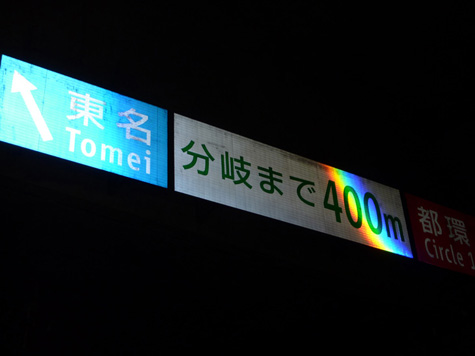 東名
Tomei
分岐まで400m
都環
Circle